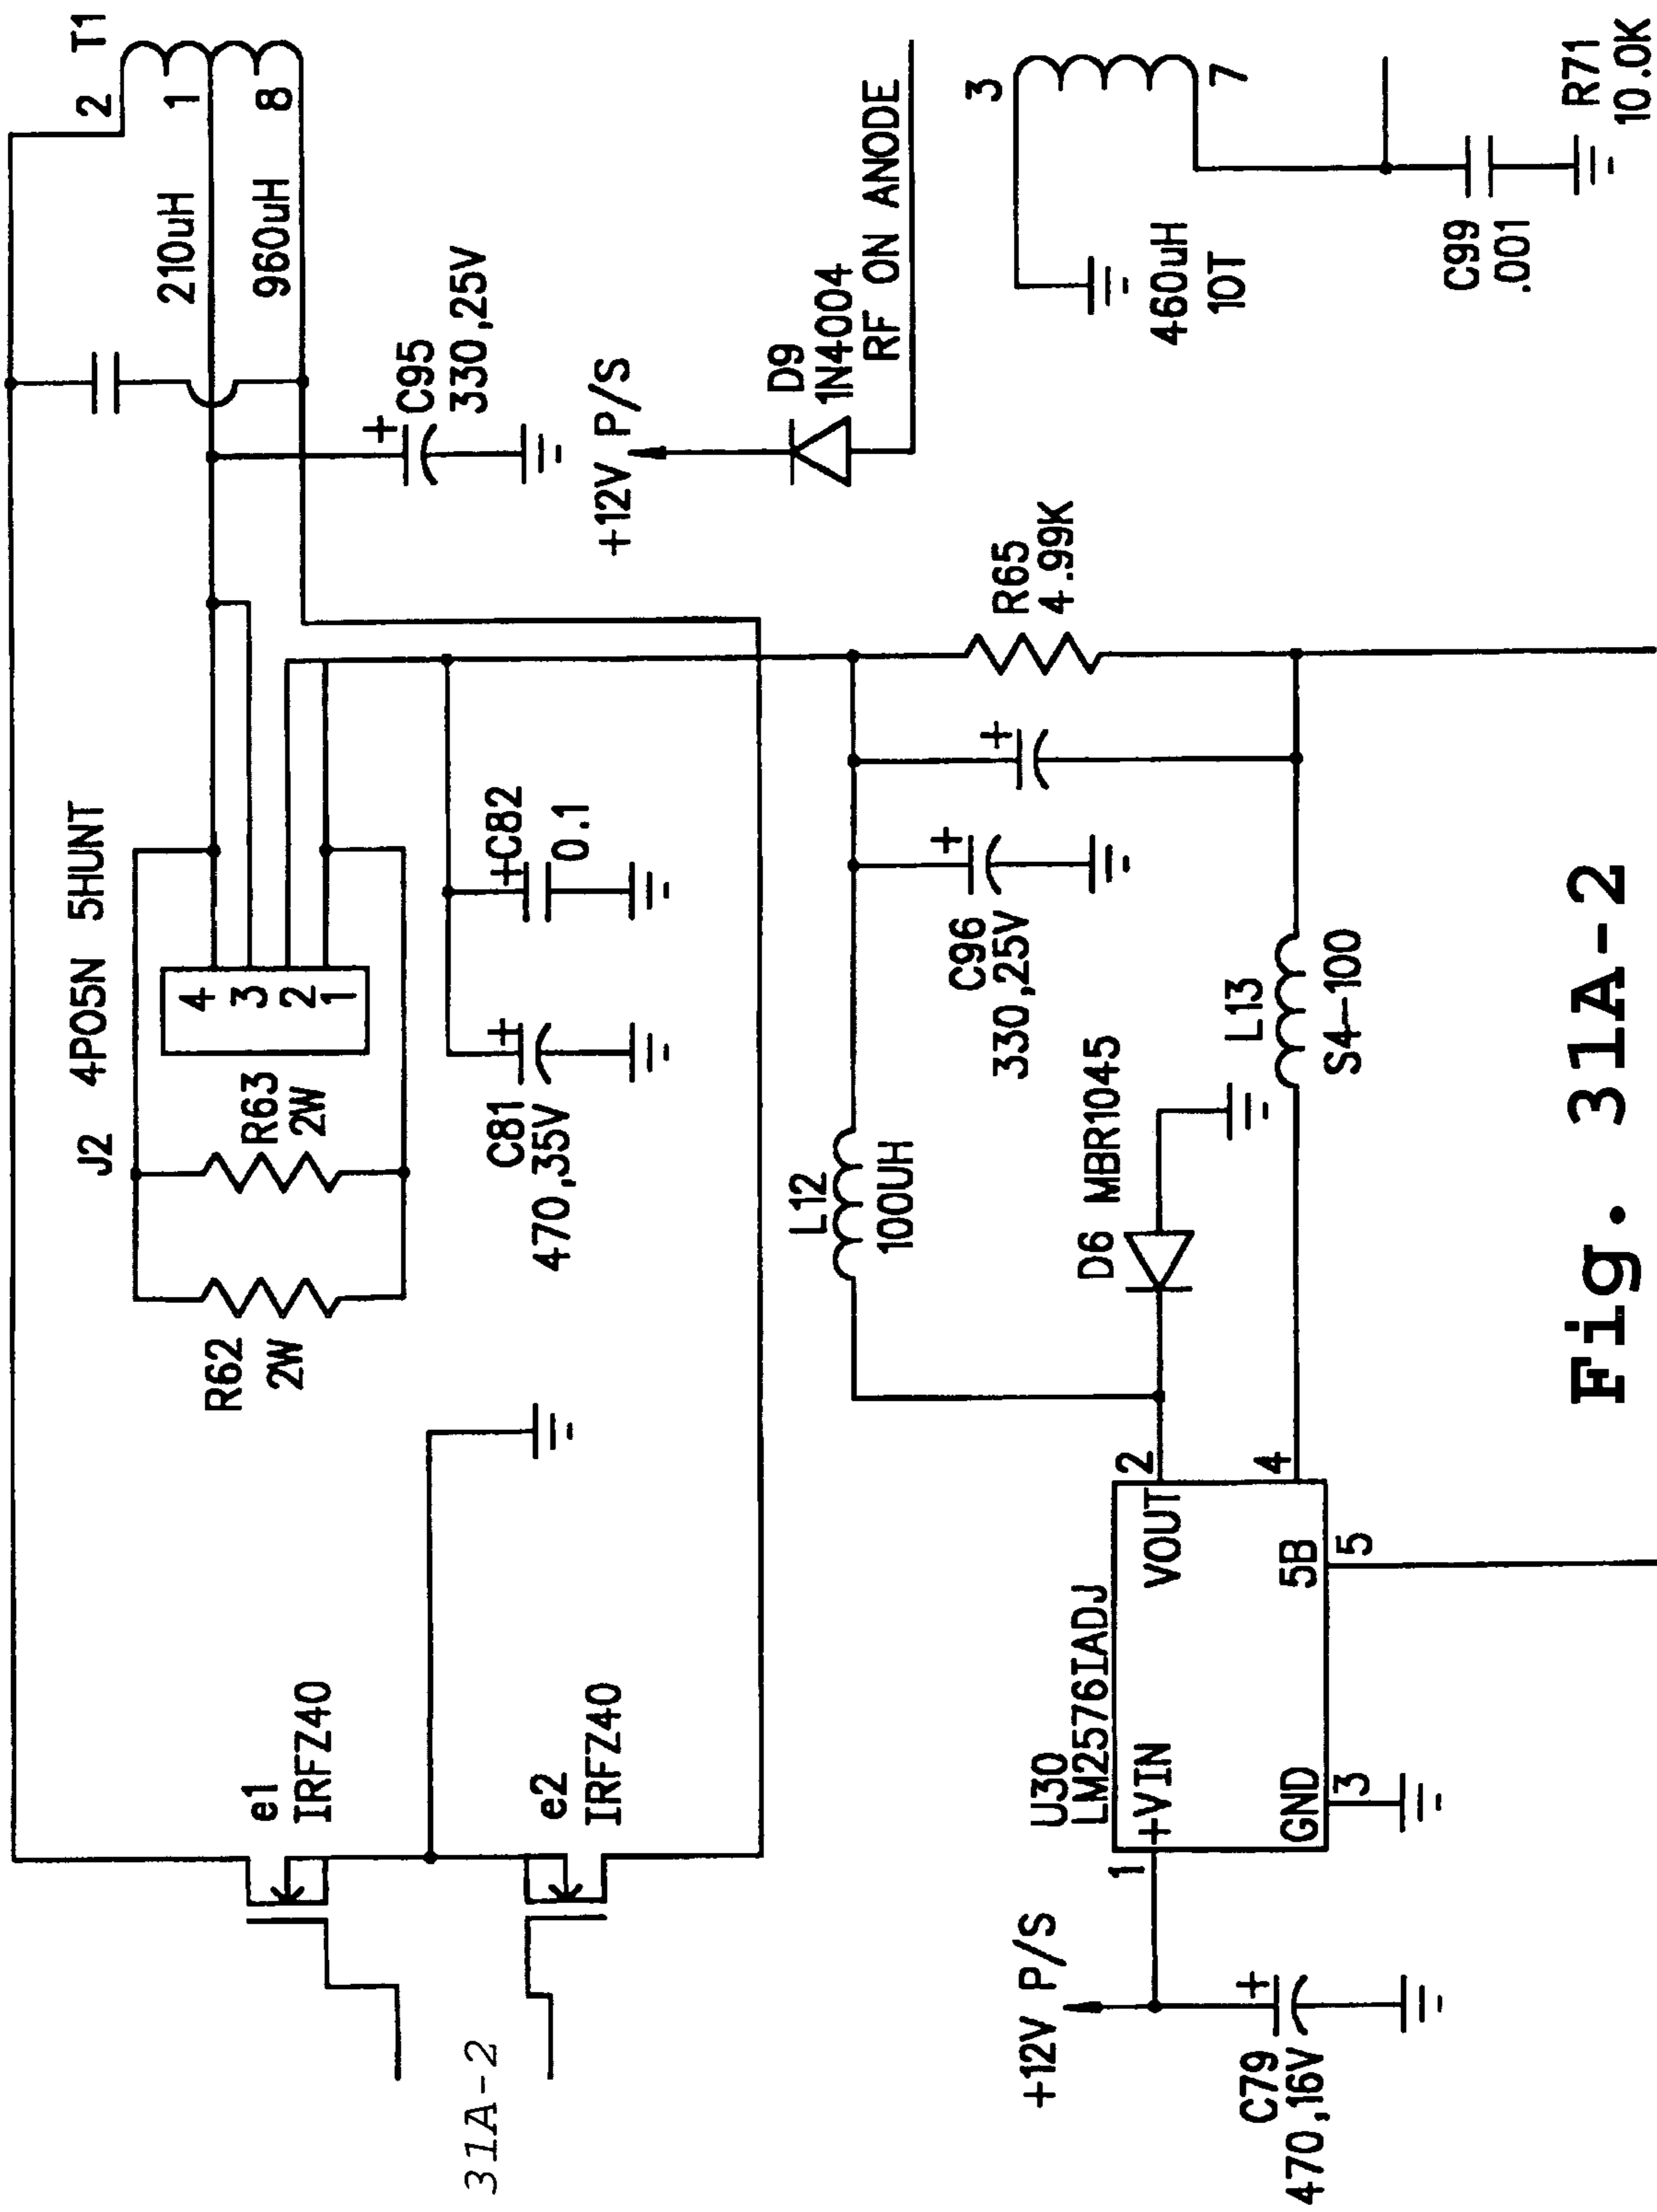 T1
2
210uH
1
960uH
8
J2 4PO5N 5HUNT
4
3
2
1
R63
2W
R62
2W
C95
330,25V
+
+12V P/S
D9
1N4004
RF ON ANODE
3
7
460uH
10T
C99
.001
R71
10.0K
+C82
0.1
C81
470,35V
+
R65
4.99K
+
C96
330,25V
+
L12
100UH
D6 MBR1045
L13
S4-100
e1
IRFZ40
e2
IRFZ40
31A-2
U30
LM2576IADJ
+VIN
VOUT
GND
5B
1
2
3
4
5
+12V P/S
C79
470,16V
+
Fig. 31A-2